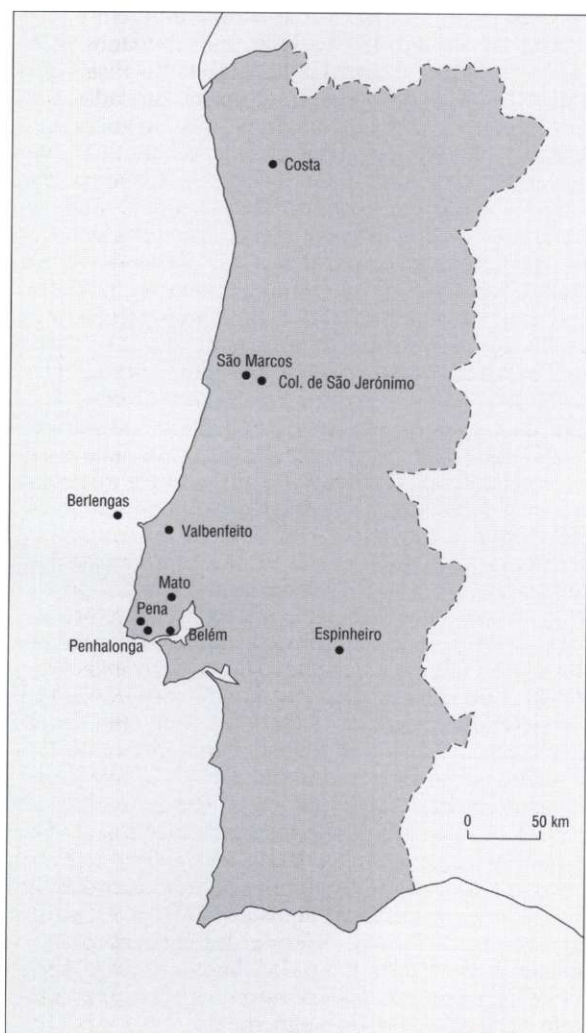 Costa
São Marcos
Col. de São Jerónimo
Berlengas
Valbenfeito
Mato
Pena
Penhalonga
Belém
Espinheiro
0 50 km